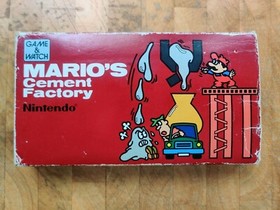 GAME &
WATCH
MARIO'S
Cement
Factory
Nintendo